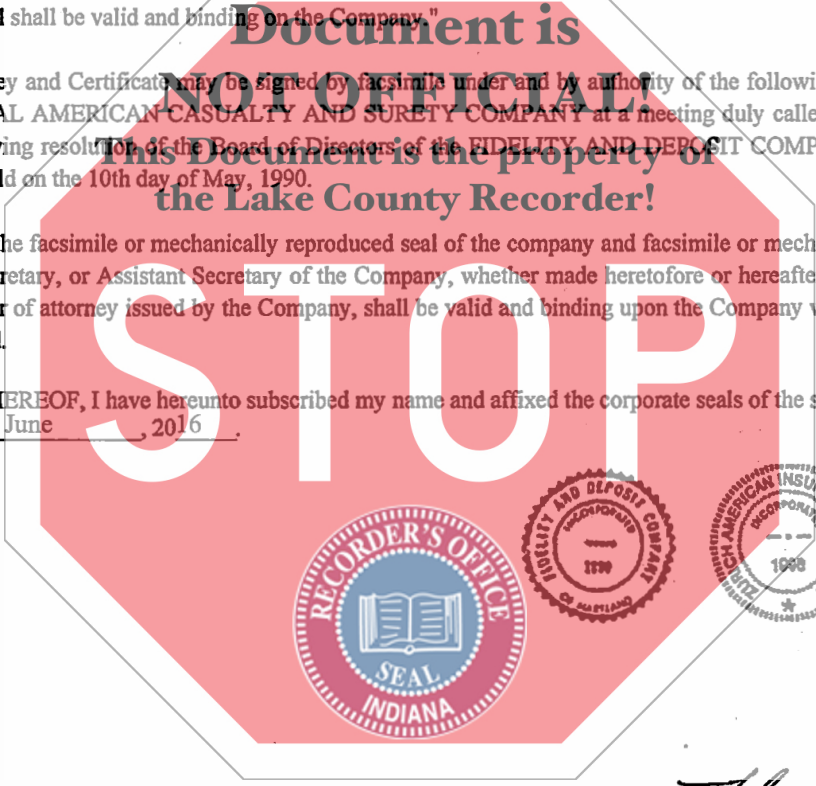 shall be valid and binding on the Company."
Document is
ey and Certificate may be signed by facsimile under and by authority of the followi
NOT OFFICIAL!
AL AMERICAN CASUALTY AND SURETY COMPANY at a meeting duly calle
This Document is the property of
ing resolution of the Board of Directors of the FIDELITY AND DEPOSIT COMP
d on the 10th day of May, 1990.
the Lake County Recorder!
he facsimile or mechanically reproduced seal of the company and facsimile or mech
retary, or Assistant Secretary of the Company, whether made heretofore or hereafte
r of attorney issued by the Company, shall be valid and binding upon the Company
STOP
EREOF, I have hereunto subscribed my name and affixed the corporate seals of the s
June , 2016 .
FIDELITY AND DEPOSIT COMPANY
INCORPORATED
1890
OF MARYLAND
ZURICH AMERICAN INSU
INCORPORAT
1998
RECORDER'S OFFICE
SEAL
INDIANA